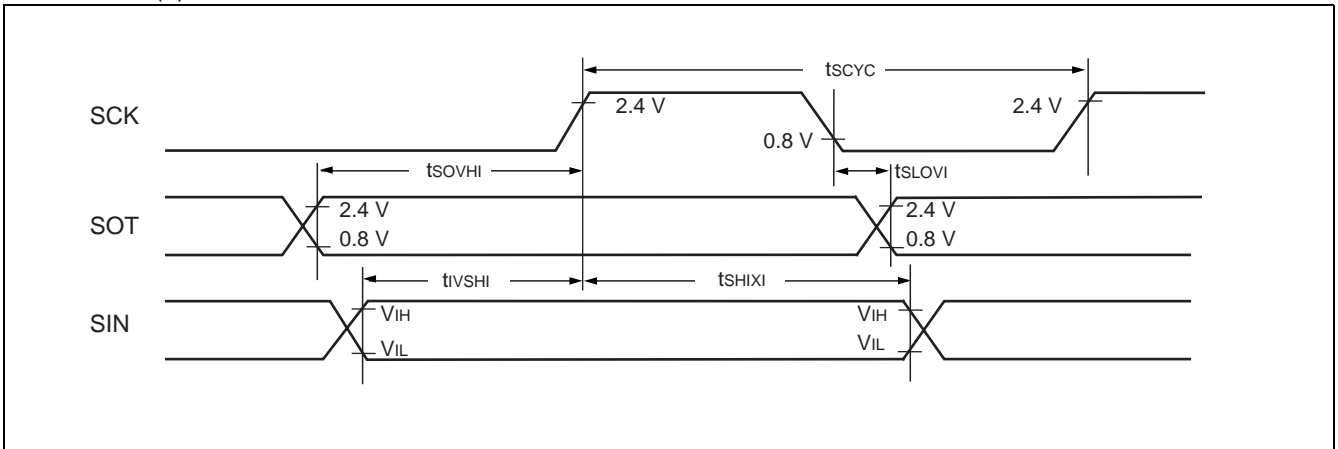 tSCYC
SCK
2.4 V
2.4 V
0.8 V
tSOVHI
tSLOVI
SOT
2.4 V
2.4 V
0.8 V
0.8 V
tIVSHI
tSHIXI
SIN
VIH
VIH
VIL
VIL